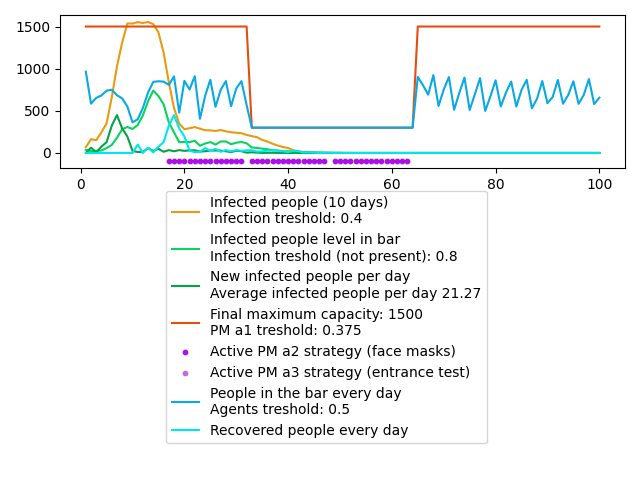 1500
1000
500
0
0
20
40
60
80
100
Infected people (10 days)
Infection treshold: 0.4
Infected people level in bar
Infection treshold (not present): 0.8
New infected people per day
Average infected people per day 21.27
Final maximum capacity: 1500
PM a1 treshold: 0.375
Active PM a2 strategy (face masks)
Active PM a3 strategy (entrance test)
People in the bar every day
Agents treshold: 0.5
Recovered people every day